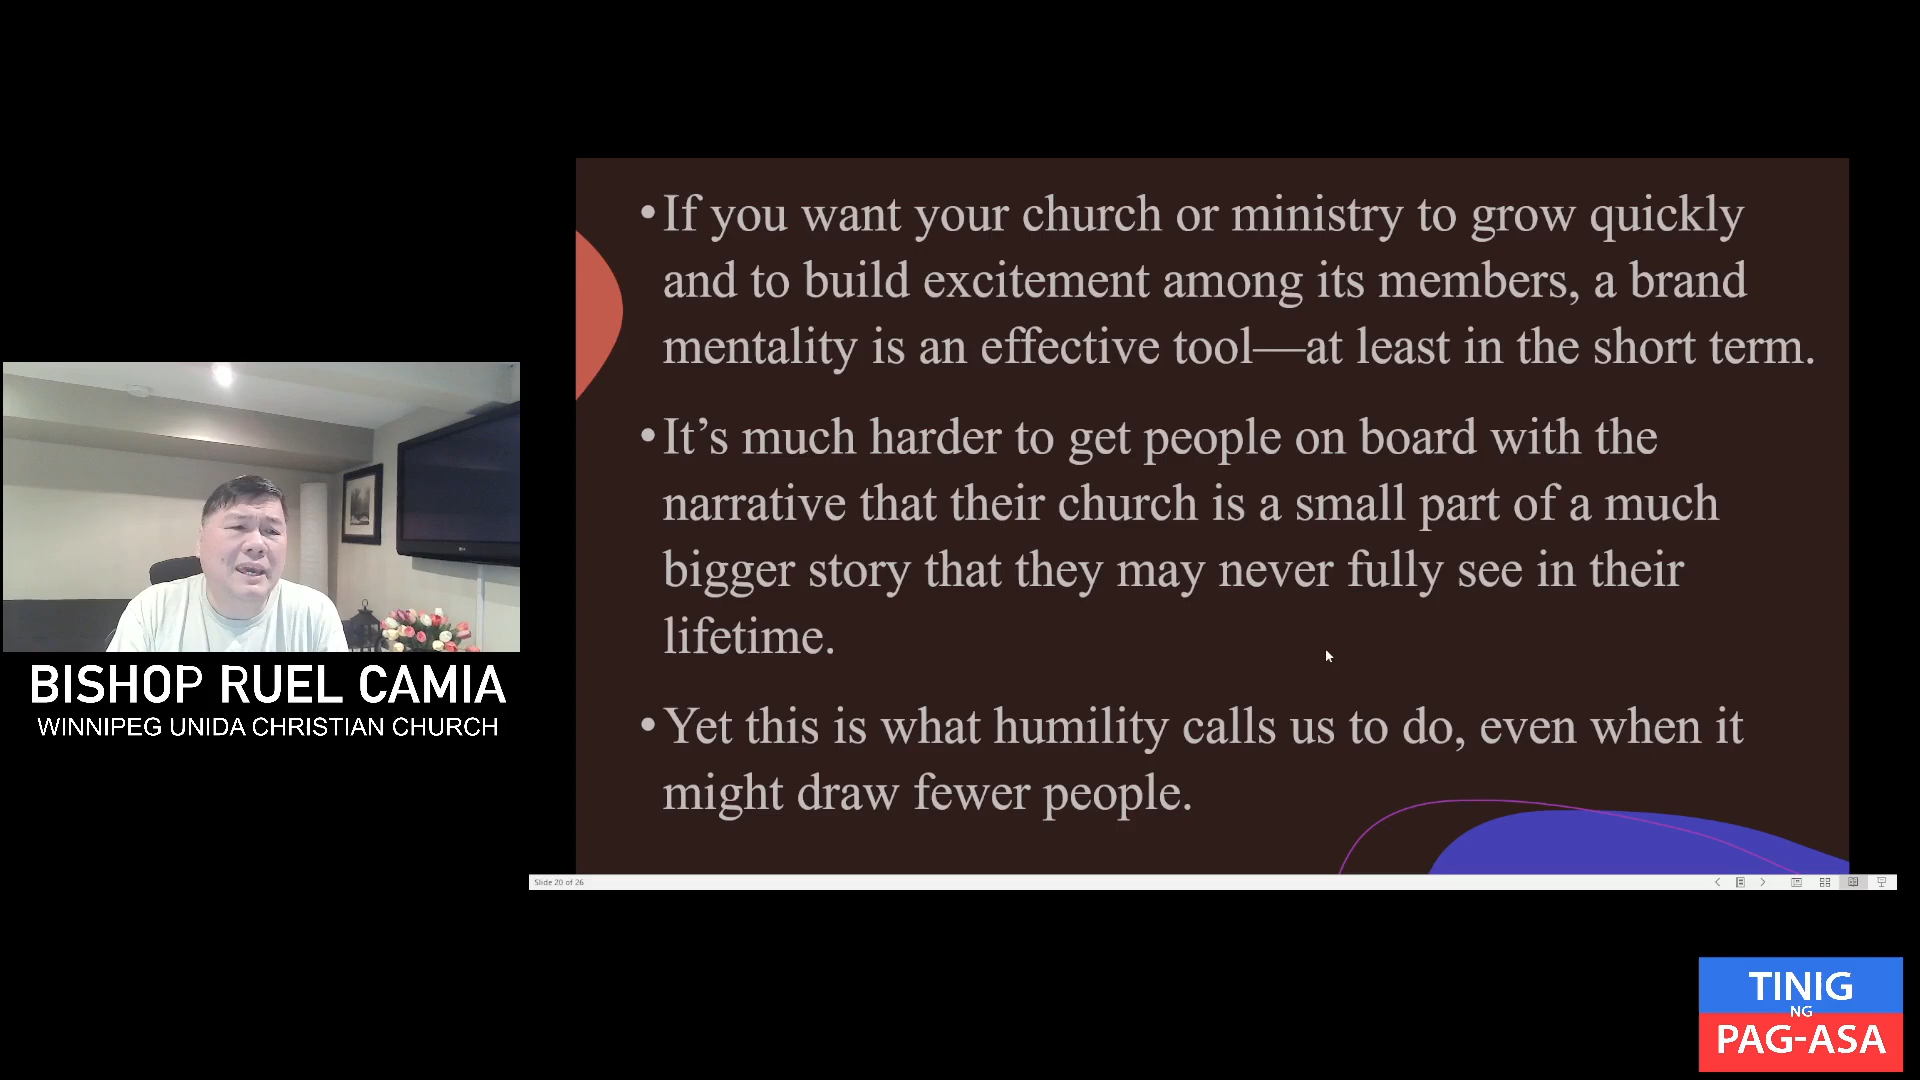 •If you want your church or ministry to grow quickly
and to build excitement among its members, a brand
mentality is an effective tool—at least in the short term.
•It’s much harder to get people on board with the
narrative that their church is a small part of a much
bigger story that they may never fully see in their
lifetime.
•Yet this is what humility calls us to do, even when it
might draw fewer people.
BISHOP RUEL CAMIA
WINNIPEG UNIDA CHRISTIAN CHURCH
Slide 20 of 26
TINIG
NG
PAG-ASA